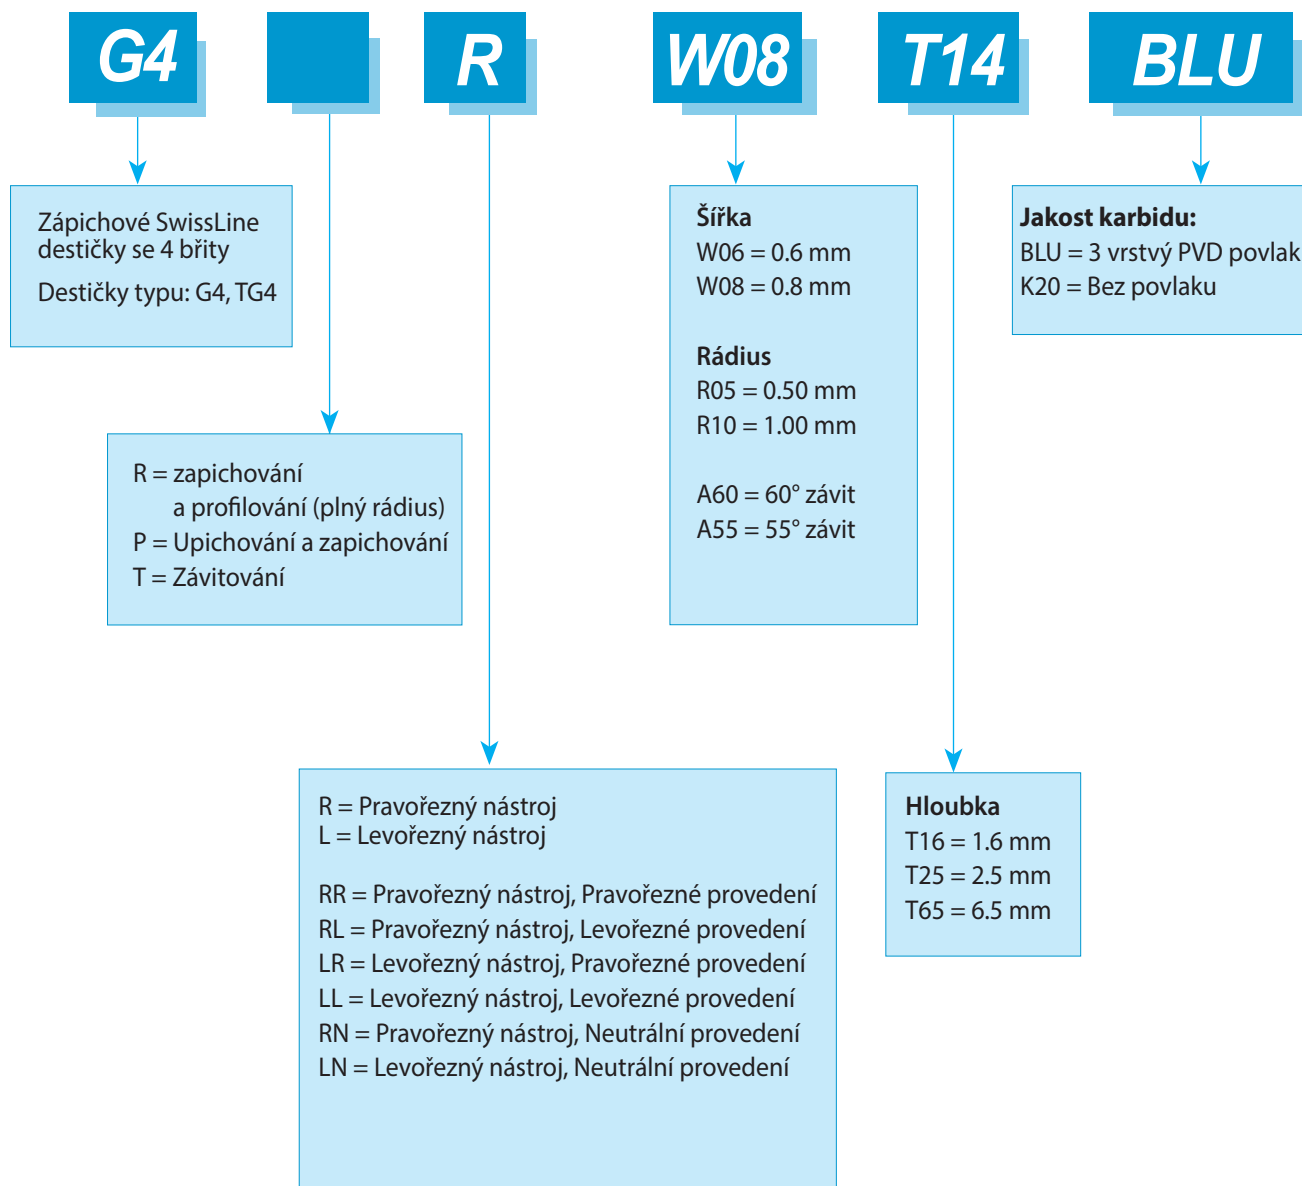 G4 R W08 T14 BLU
Zápichové SwissLine
destičky se 4 břity
Destičky typu: G4, TG4
R = zapichování
a profilování (plný rádius)
P = Upichování a zapichování
T = Závitování
R = Pravořezný nástroj
L = Levořezný nástroj
RR = Pravořezný nástroj, Pravořezné provedení
RL = Pravořezný nástroj, Levořezné provedení
LR = Levořezný nástroj, Pravořezné provedení
LL = Levořezný nástroj, Levořezné provedení
RN = Pravořezný nástroj, Neutrální provedení
LN = Levořezný nástroj, Neutrální provedení
Šířka
W06 = 0.6 mm
W08 = 0.8 mm
Rádius
R05 = 0.50 mm
R10 = 1.00 mm
A60 = 60° závit
A55 = 55° závit
Hloubka
T16 = 1.6 mm
T25 = 2.5 mm
T65 = 6.5 mm
Jakost karbidu:
BLU = 3 vrstvý PVD povlak
K20 = Bez povlaku